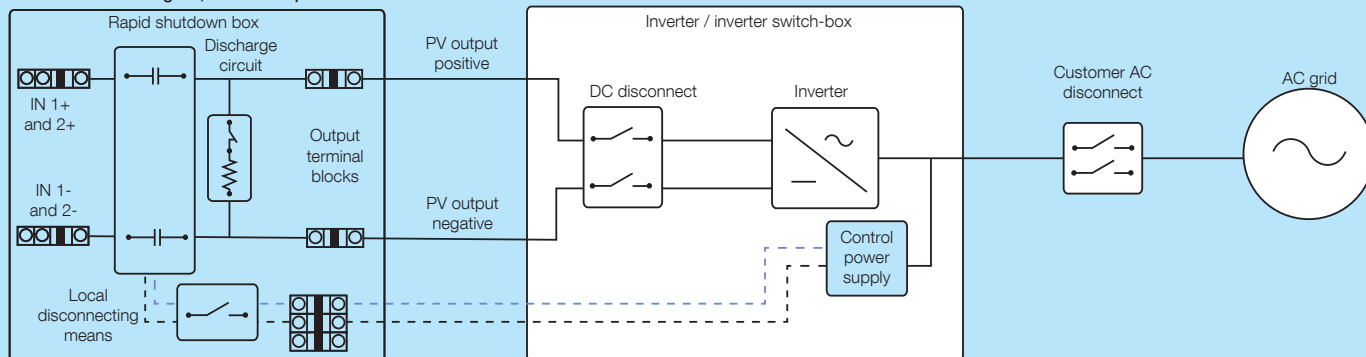 Rapid shutdown box
Discharge
circuit
IN 1+
and 2+
Output
terminal
blocks
IN 1-
and 2-
Local
disconnecting
means
PV output
positive
PV output
negative
Inverter / inverter switch-box
DC disconnect
Inverter
Control
power
supply
Customer AC
disconnect
AC grid